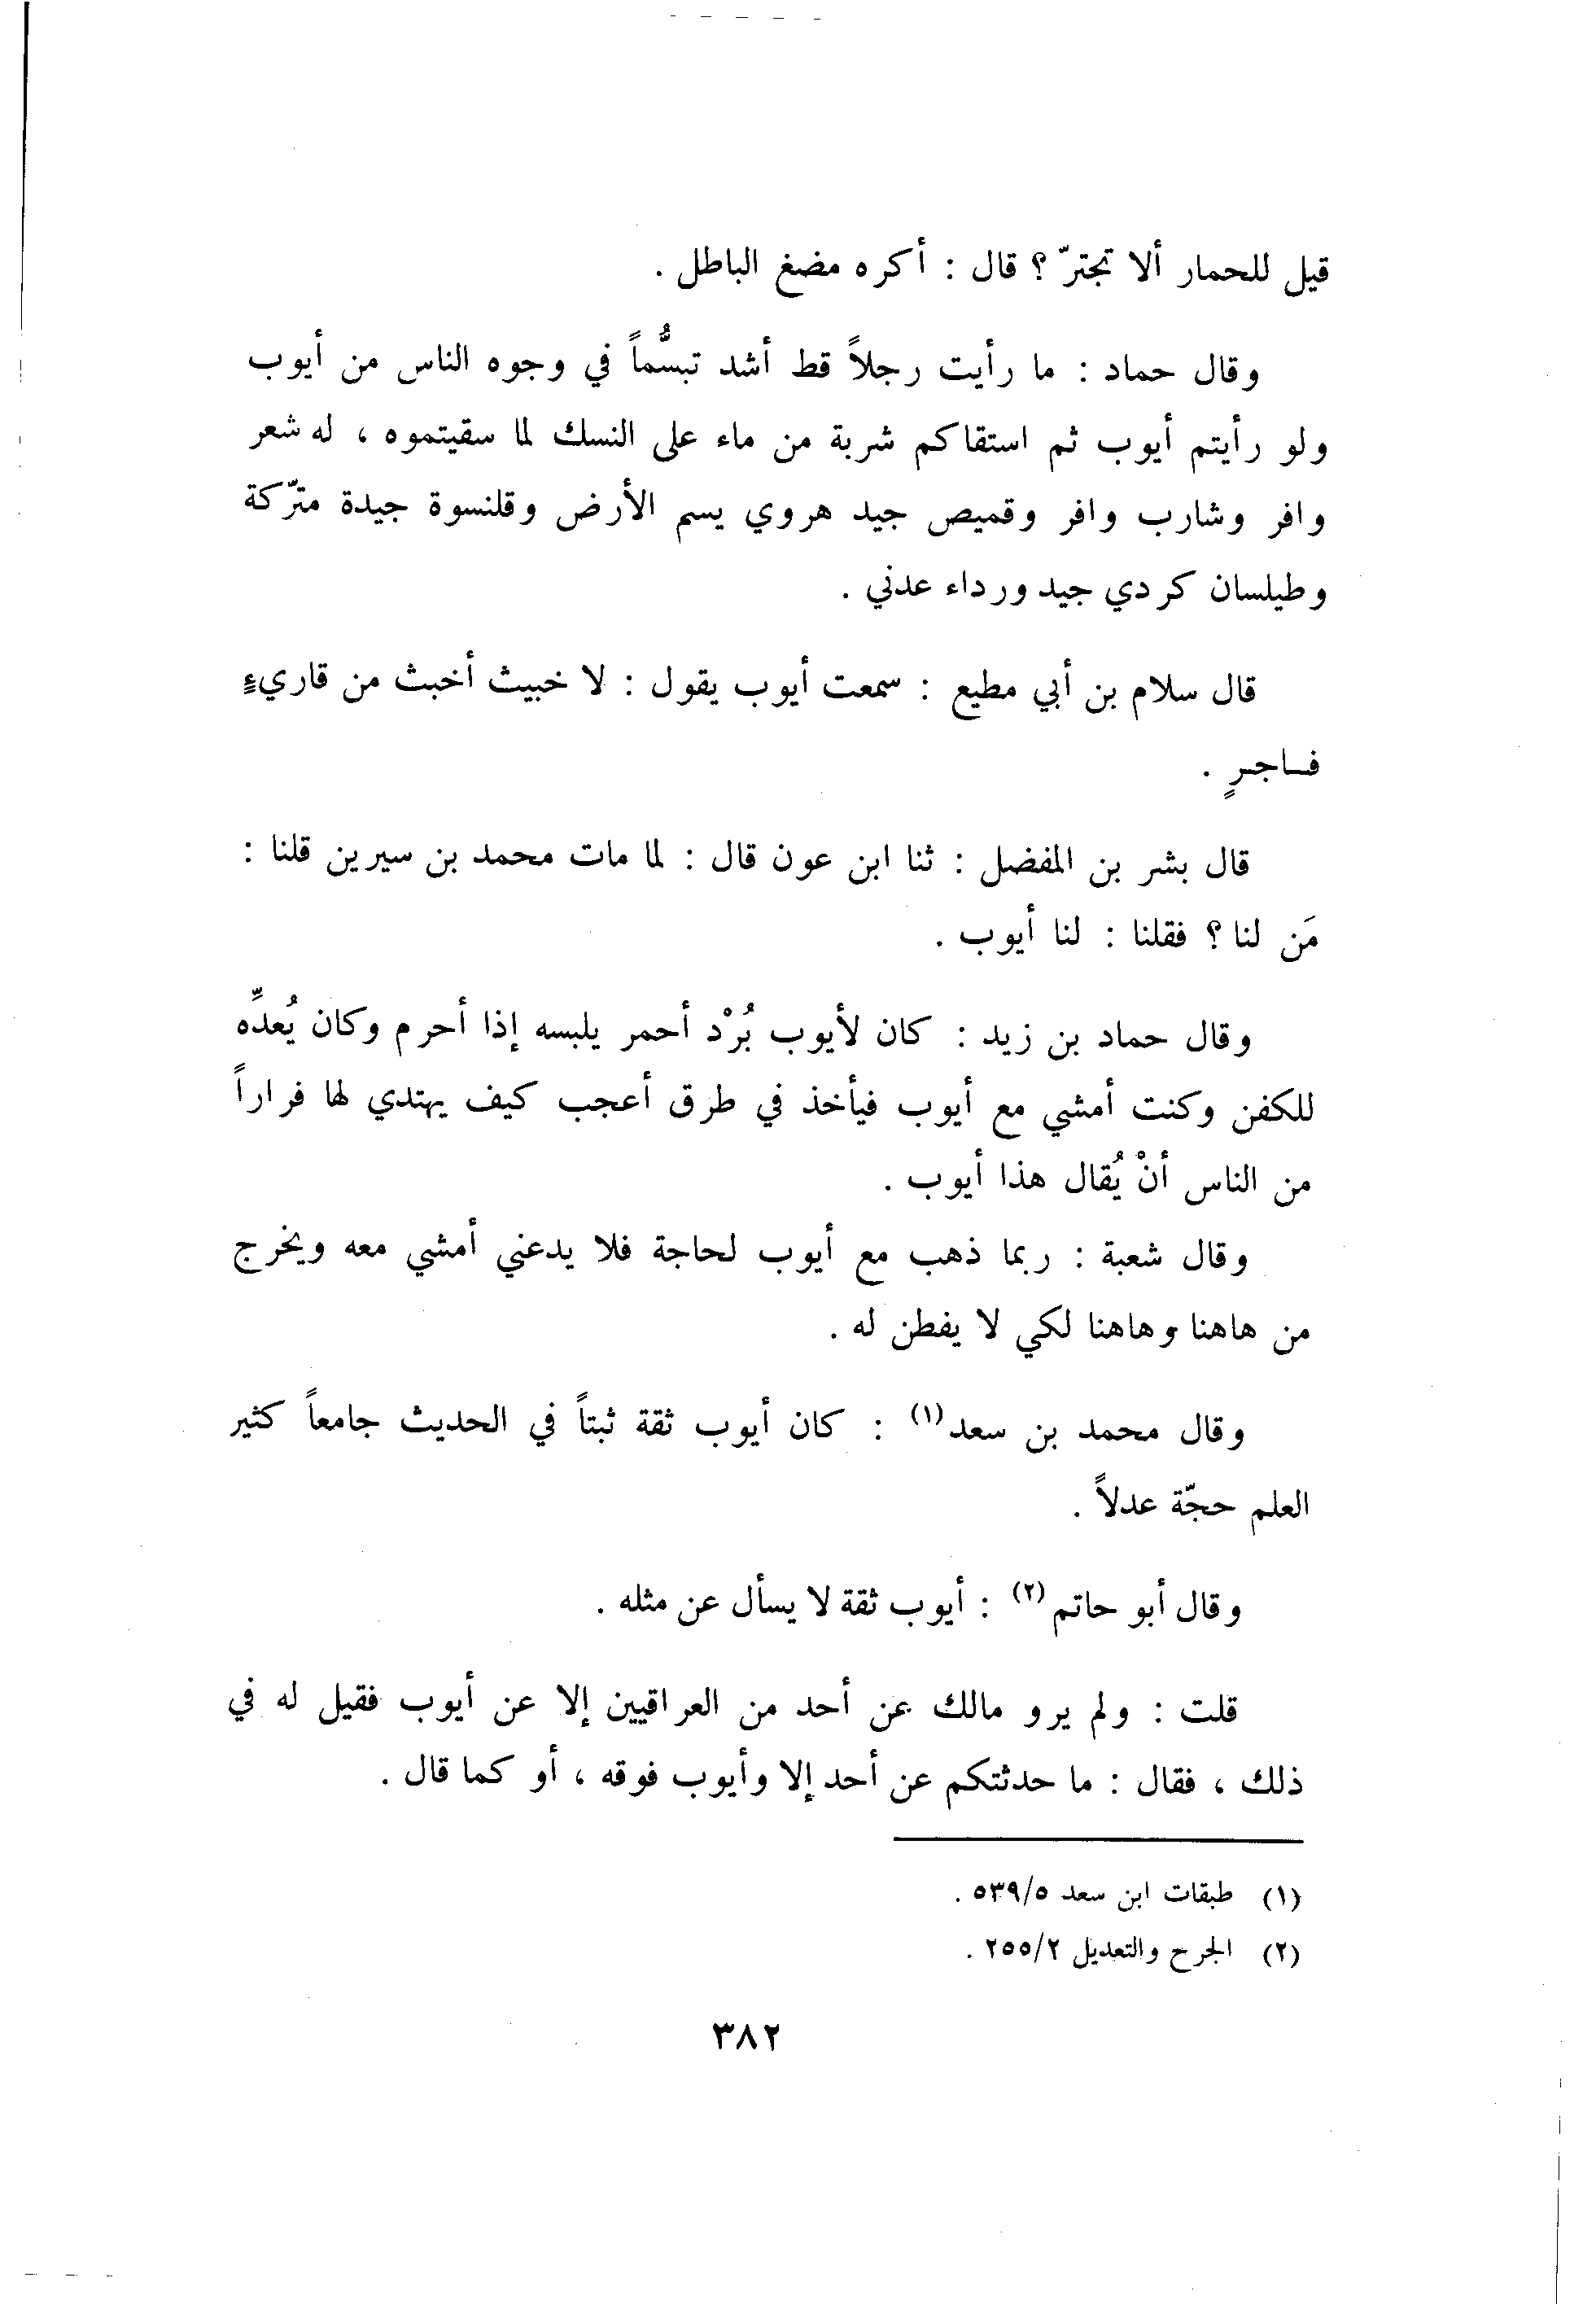 قيل للحمار ألا تجترّ ؟ قال : أكره مضغ الباطل .
وقال حماد : ما رأيت رجلاً قط أشد تبسُّماً في وجوه الناس من أيوب
ولو رأيتم أيوب ثم استقاكم شربة من ماء على النسك لما سقيتموه ، له شعر
وافر وشارب وافر وقميص جيد هروي يسم الأرض وقلنسوة جيدة متركّة
وطيلسان كردي جيد ورداء عدني .
قال سلام بن أبي مطيع : سمعت أيوب يقول : لا خبيث أخبث من قاريءٍ
فاجرٍ .
قال بشر بن المفضل : ثنا ابن عون قال : لما مات محمد بن سيرين قلنا :
مَن لنا ؟ فقلنا : لنا أيوب .
وقال حماد بن زيد : كان لأيوب بُرْد أحمر يلبسه إذا أحرم وكان يُعدِّه
للكفن وكنت أمشي مع أيوب فيأخذ في طرق أعجب كيف يهتدي لها فراراً
من الناس أنْ يُقال هذا أيوب .
وقال شعبة : ربما ذهب مع أيوب لحاجة فلا يدعني أمشي معه ويخرج
من هاهنا وهاهنا لكي لا يفطن له .
وقال محمد بن سعد(١) : كان أيوب ثقة ثبتاً في الحديث جامعاً كثير
العلم حجّة عدلاً .
وقال أبو حاتم(٢) : أيوب ثقة لا يسأل عن مثله .
قلت : ولم يرو مالك عن أحد من العراقيين إلا عن أيوب فقيل له في
ذلك ، فقال : ما حدثتكم عن أحد إلا وأيوب فوقه ، أو كما قال .
(١) طبقات ابن سعد ٥٣٩/٥ .
(٢) الجرح والتعديل ٢٥٥/٢ .
٣٨٢